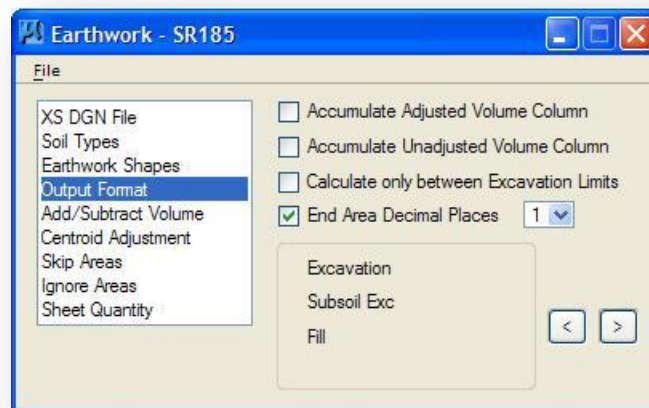 Earthwork - SR185
File
XS DGN File
Soil Types
Earthwork Shapes
Output Format
Add/Subtract Volume
Centroid Adjustment
Skip Areas
Ignore Areas
Sheet Quantity
Accumulate Adjusted Volume Column
Accumulate Unadjusted Volume Column
Calculate only between Excavation Limits
End Area Decimal Places 1
Excavation
Subsoil Exc
Fill
< >